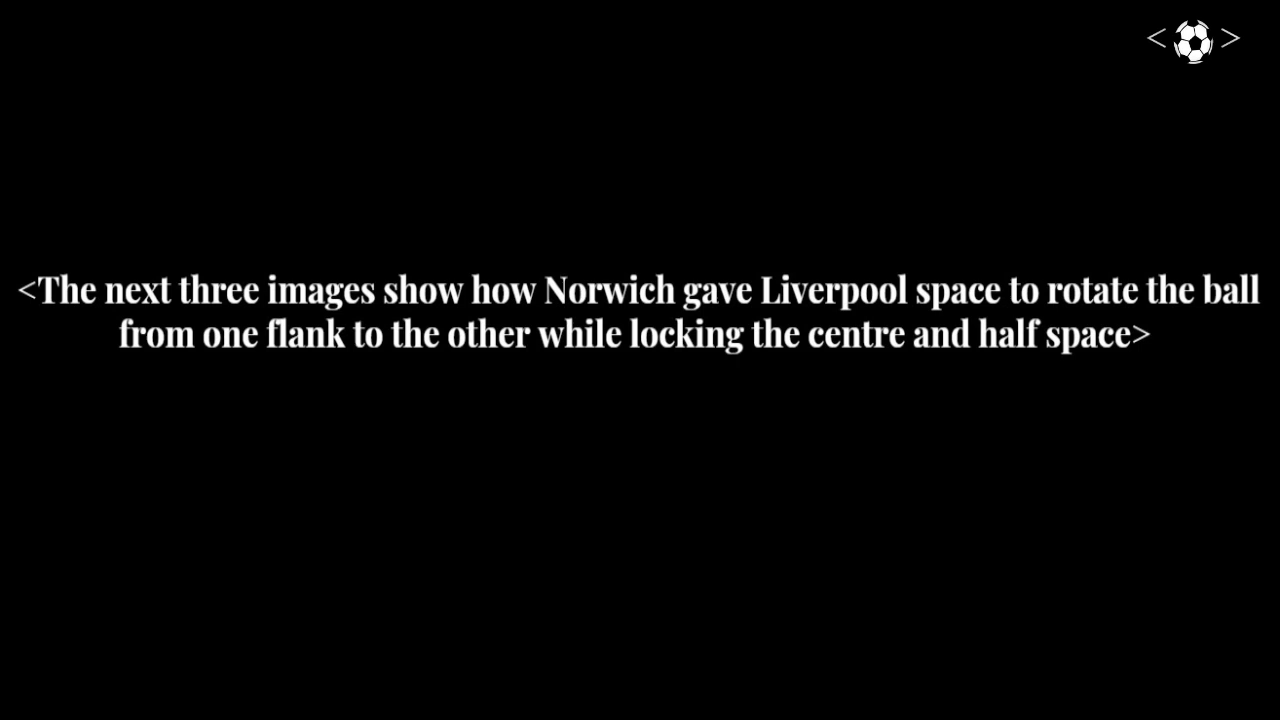 < >
<The next three images show how Norwich gave Liverpool space to rotate the ball
from one flank to the other while locking the centre and half space>